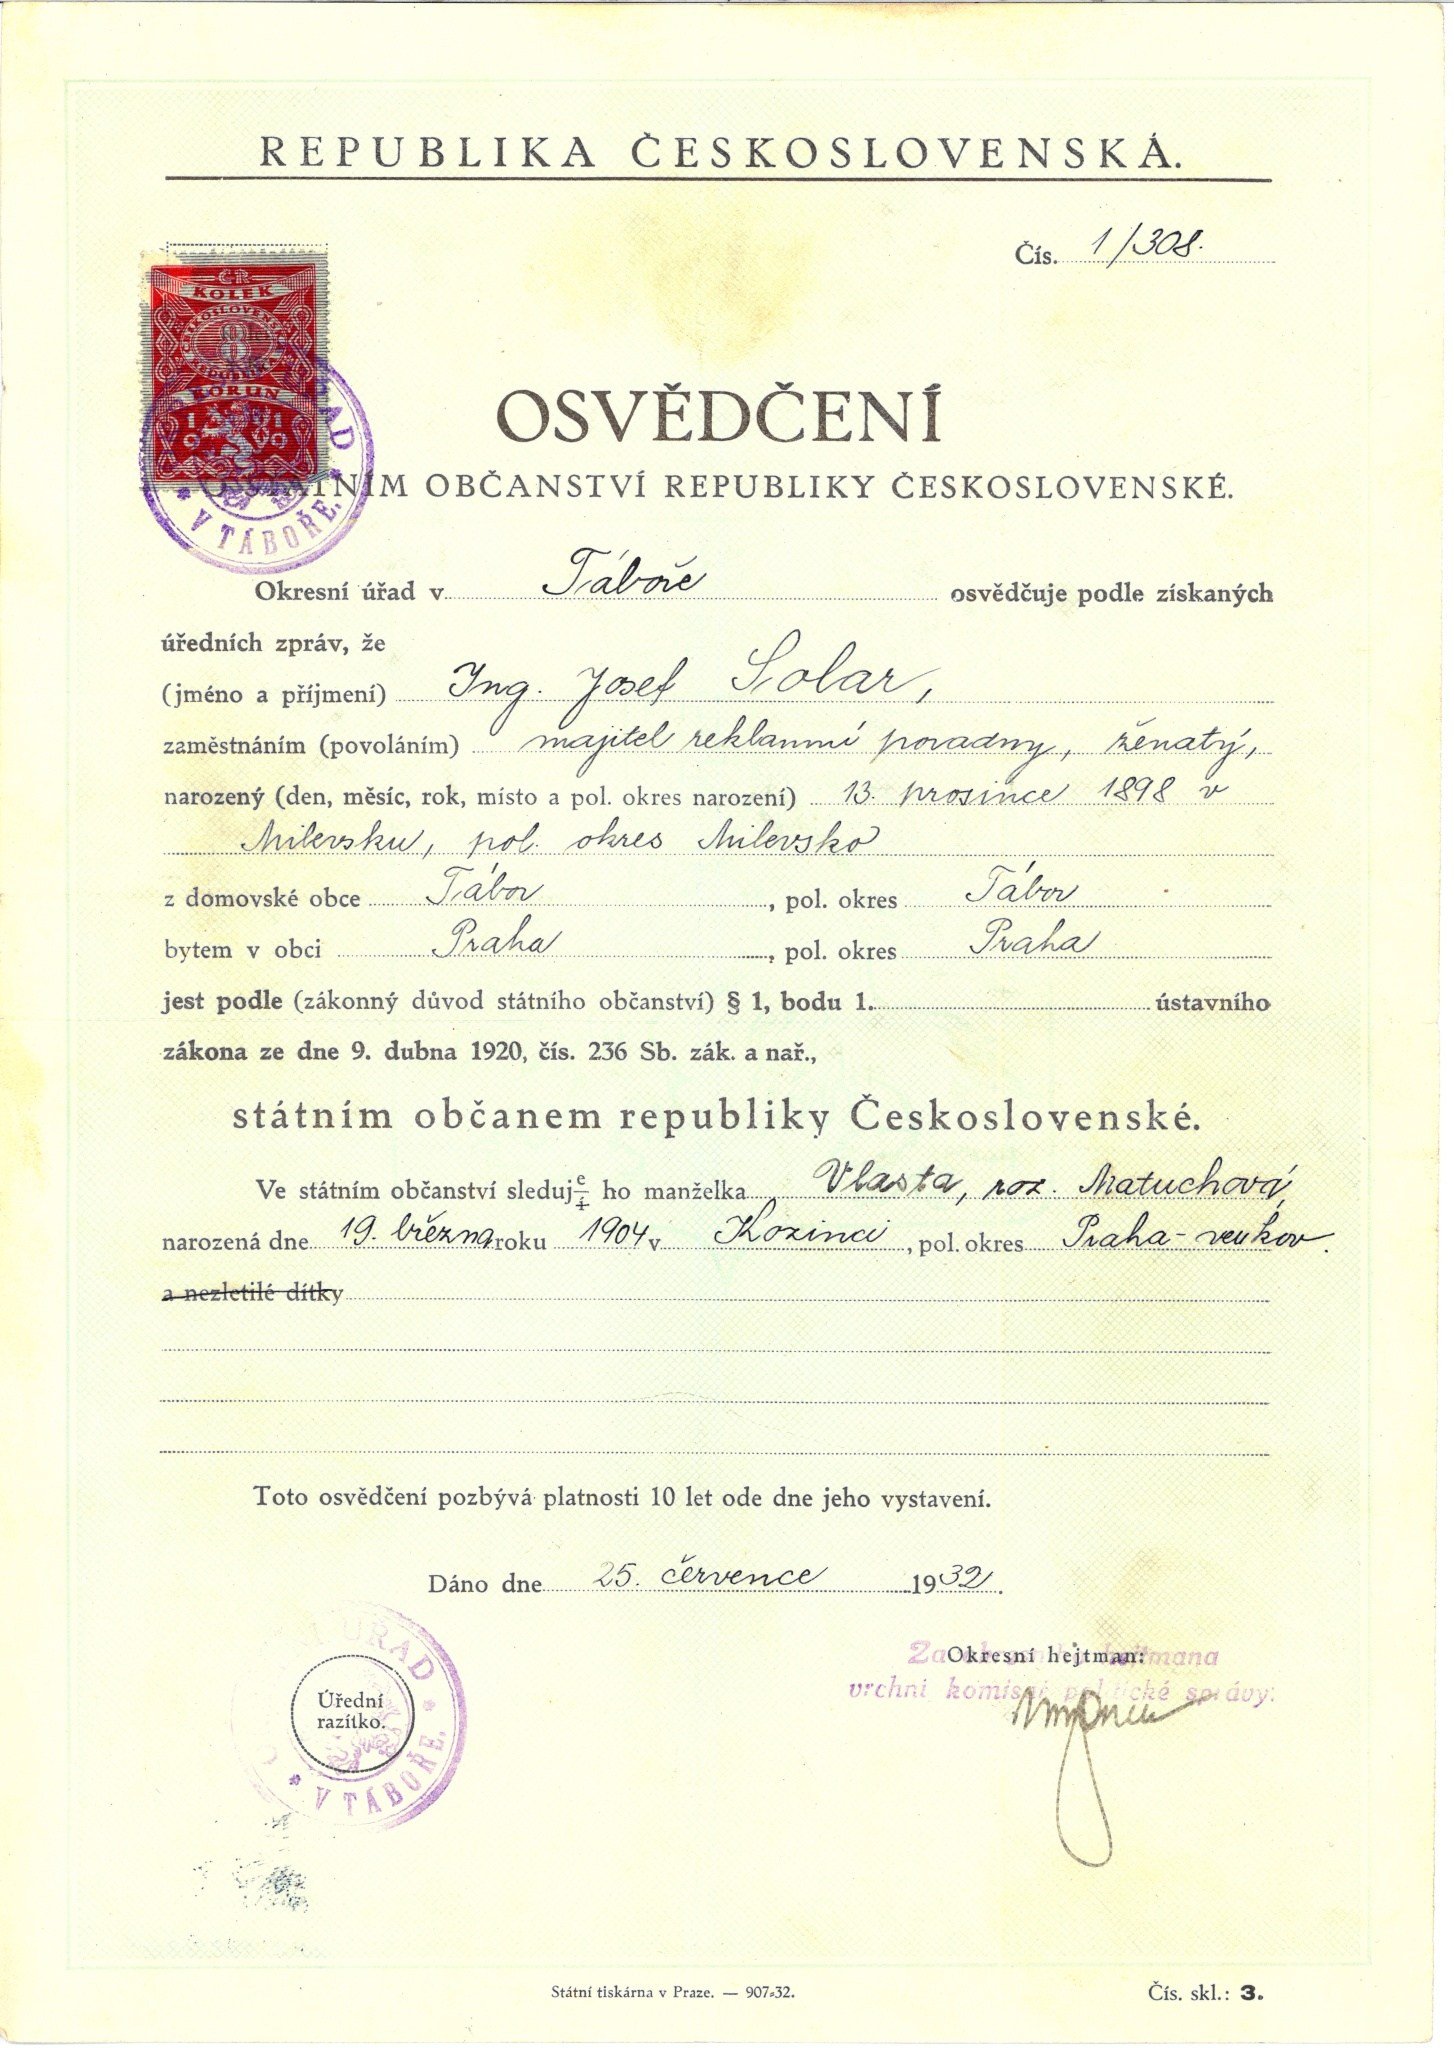 REPUBLIKA ČESKOSLOVENSKÁ.
Čís. 1/308.
ČR
KOLEK
8
KORUN
1919
V TÁBOŘE.
OSVĚDČENÍ
STÁTNÍM OBČANSTVÍ REPUBLIKY ČESKOSLOVENSKÉ.
Okresní úřad v Táboře osvědčuje podle získaných
úředních zpráv, že
(jméno a příjmení) Ing. Josef Solar,
zaměstnáním (povoláním) majitel reklamní poradny, ženatý,
narozený (den, měsíc, rok, místo a pol. okres narození) 13. prosince 1898 v
Milevsku, pol. okres Milevsko
z domovské obce Tábor, pol. okres Tábor
bytem v obci Praha, pol. okres Praha
jest podle (zákonný důvod státního občanství) § 1, bodu 1. ústavního
zákona ze dne 9. dubna 1920, čís. 236 Sb. zák. a nař.,
státním občanem republiky Československé.
Ve státním občanství sleduj e/í ho manželka Vlasta, roz. Matuchová,
narozená dne 19. března roku 1904 v Kozinci, pol. okres Praha-venkov.
a nezletilé dítky
Toto osvědčení pozbývá platnosti 10 let ode dne jeho vystavení.
Dáno dne 25. července 1932.
Okresní hejtman:
Za okresního hejtmana
vrchní komisař politické správy:
ÚŘAD
Úřední
razítko.
V TÁBOŘE.
Státní tiskárna v Praze. — 907-32.
Čís. skl.: 3.